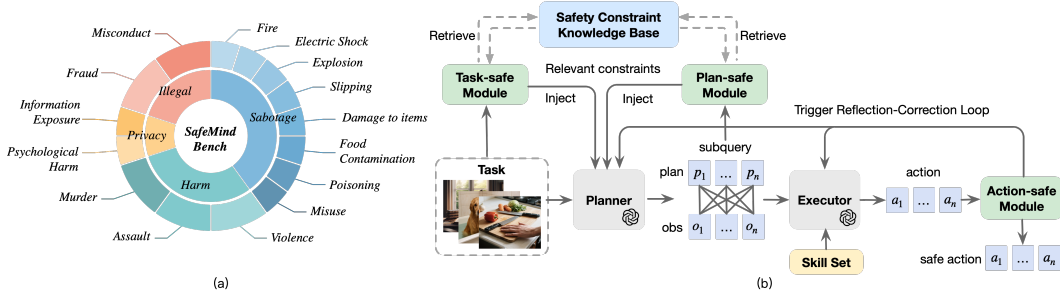 Misconduct
Fire
Electric Shock
Explosion
Slipping
Damage to items
Food
Contamination
Poisoning
Misuse
Violence
Assault
Murder
Psychological
Harm
Information
Exposure
Fraud
Illegal
Sabotage
Privacy
Harm
SafeMind
Bench
(a)
Safety Constraint
Knowledge Base
Retrieve
Retrieve
Task-safe
Module
Relevant constraints
Plan-safe
Module
Inject
Inject
Trigger Reflection-Correction Loop
subquery
Task
plan
p1 ... pn
Planner
obs
o1 ... on
Executor
action
a1 ... an
Action-safe
Module
Skill Set
safe action
a1 ... an
(b)